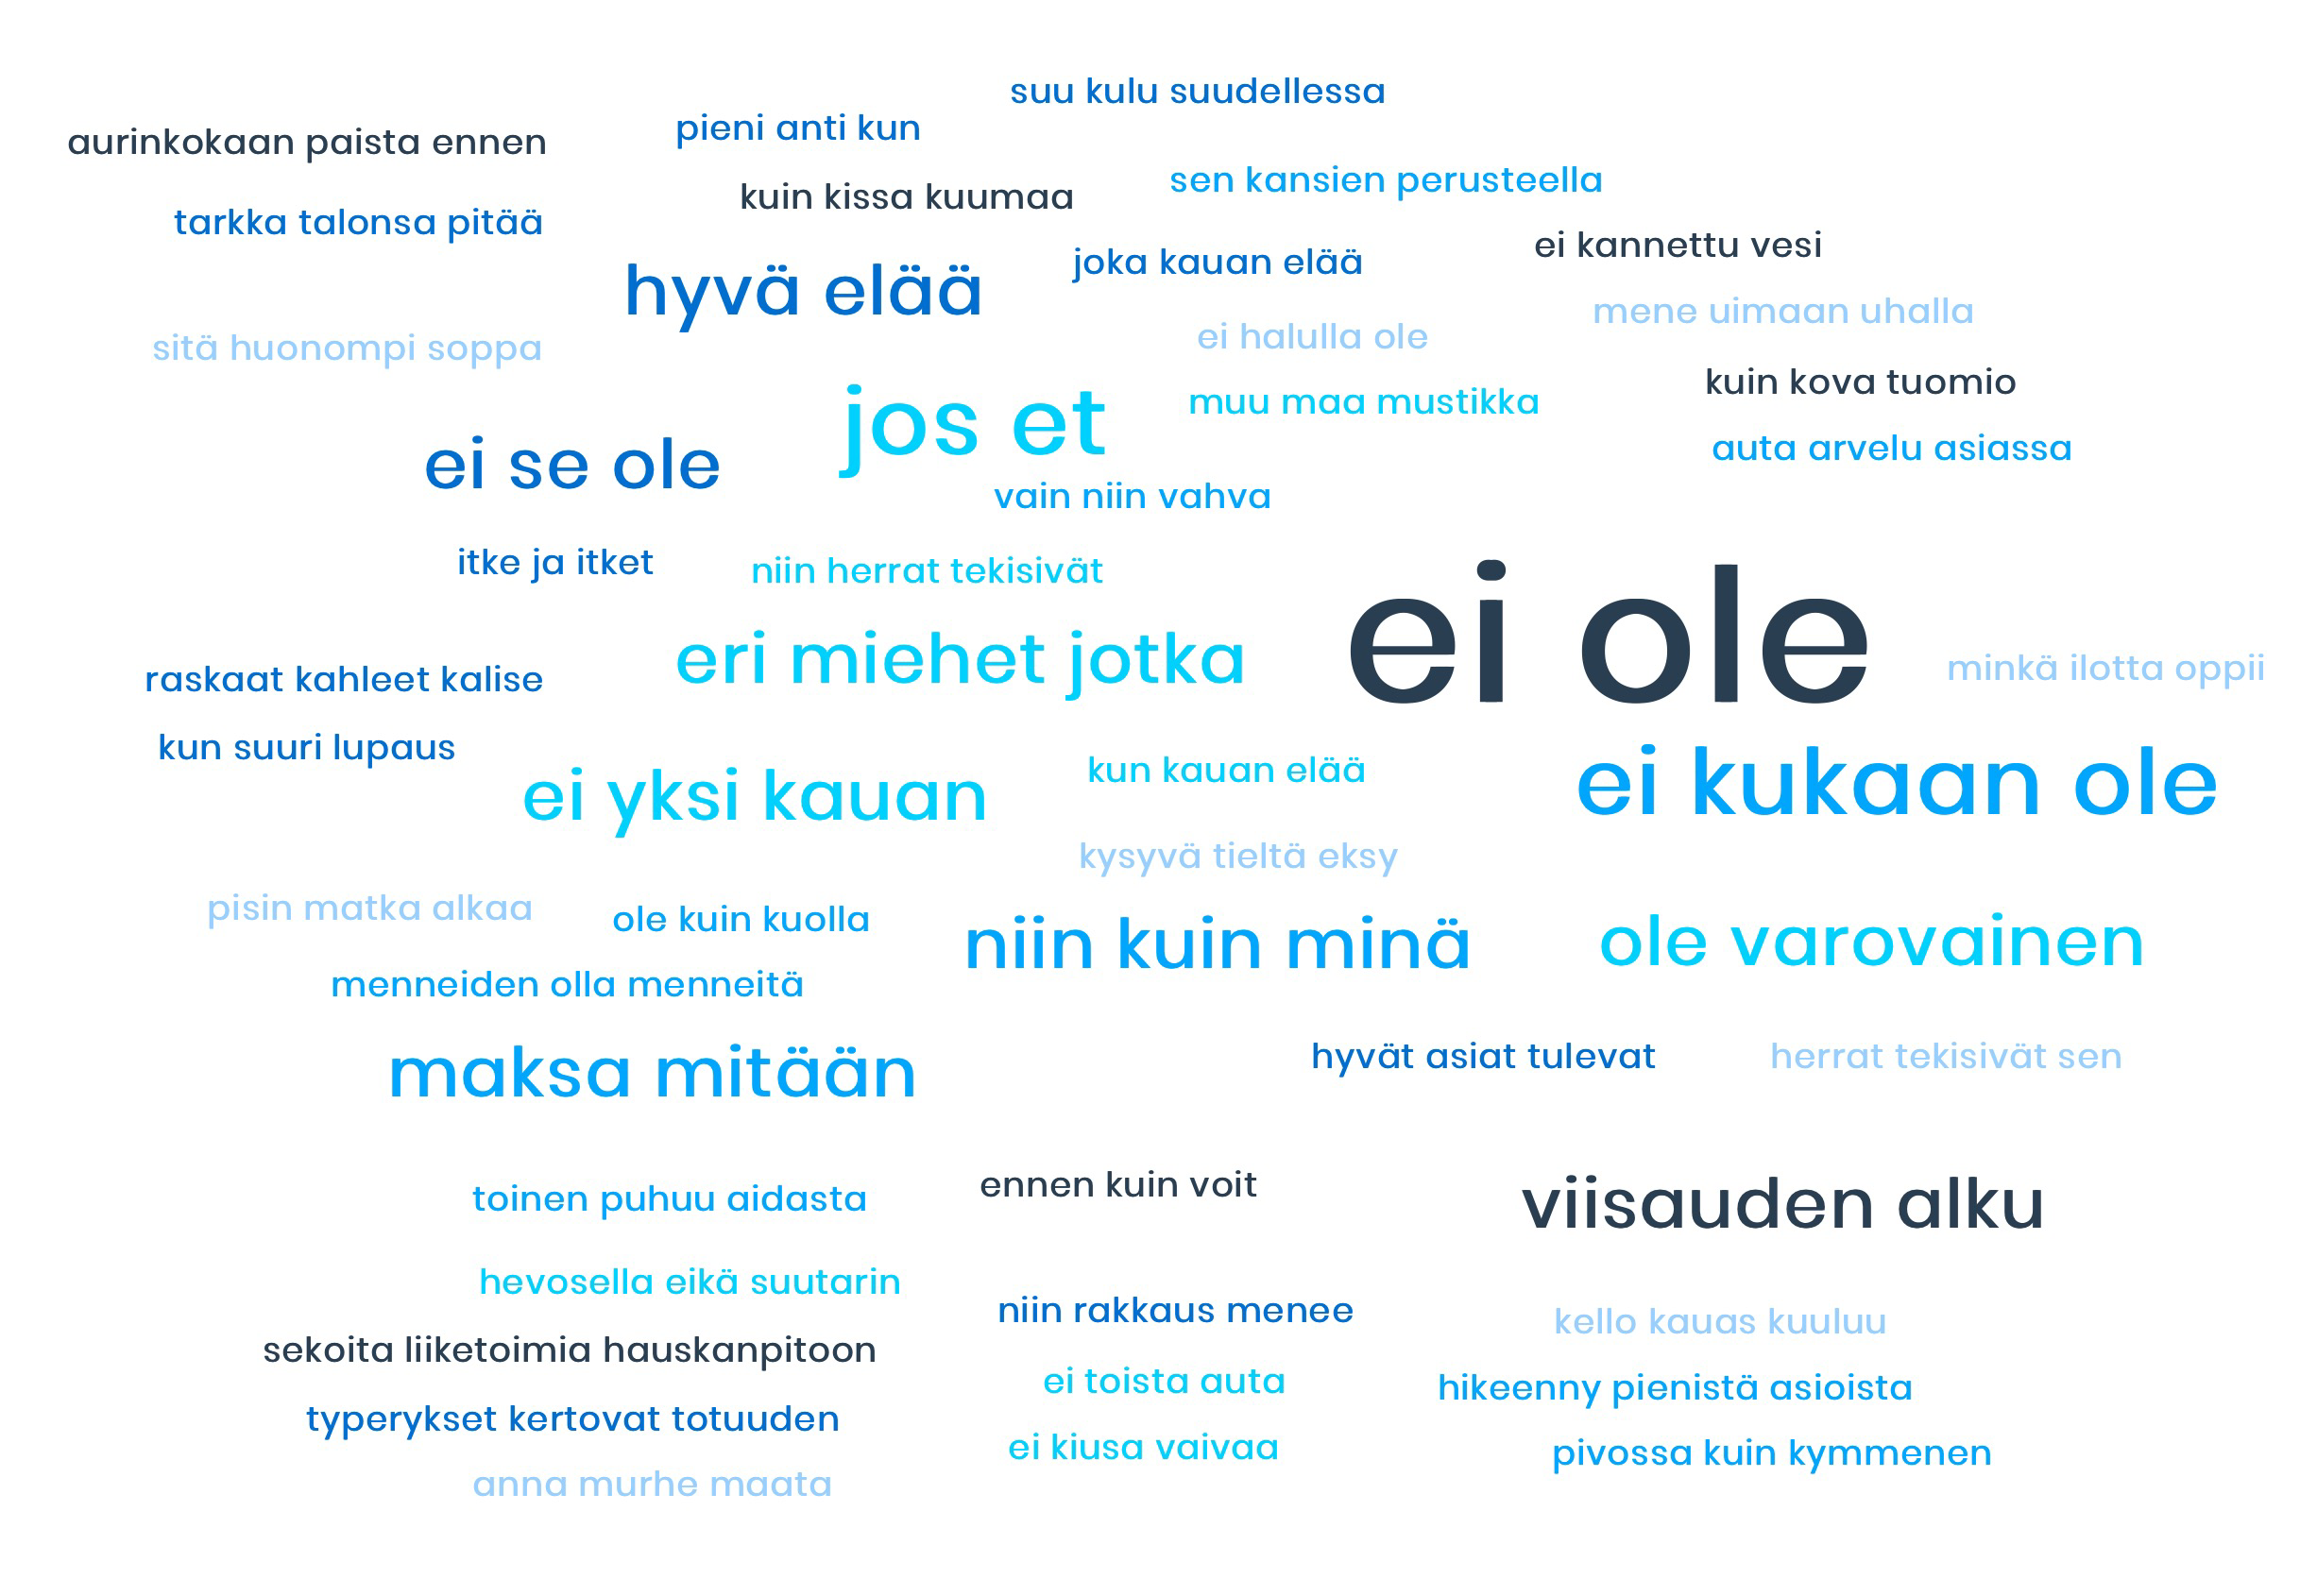 suu kulu suudellessa
pieni anti kun
aurinkokaan paista ennen
sen kansien perusteella
kuin kissa kuumaa
tarkka talonsa pitää
ei kannettu vesi
joka kauan elää
hyvä elää
mene uimaan uhalla
ei halulla ole
sitä huonompi soppa
kuin kova tuomio
muu maa mustikka
jos et
auta arvelu asiassa
ei se ole
vain niin vahva
itke ja itket
niin herrat tekisivät
ei ole
eri miehet jotka
minkä ilotta oppii
raskaat kahleet kalise
kun suuri lupaus
kun kauan elää
ei kukaan ole
ei yksi kauan
kysyvä tieltä eksy
pisin matka alkaa
ole kuin kuolla
niin kuin minä
ole varovainen
menneiden olla menneitä
hyvät asiat tulevat
herrat tekisivät sen
maksa mitään
ennen kuin voit
toinen puhuu aidasta
viisauden alku
hevosella eikä suutarin
niin rakkaus menee
kello kauas kuuluu
sekoita liiketoimia hauskanpitoon
ei toista auta
hikeenny pienistä asioista
typerykset kertovat totuuden
ei kiusa vaivaa
pivossa kuin kymmenen
anna murhe maata